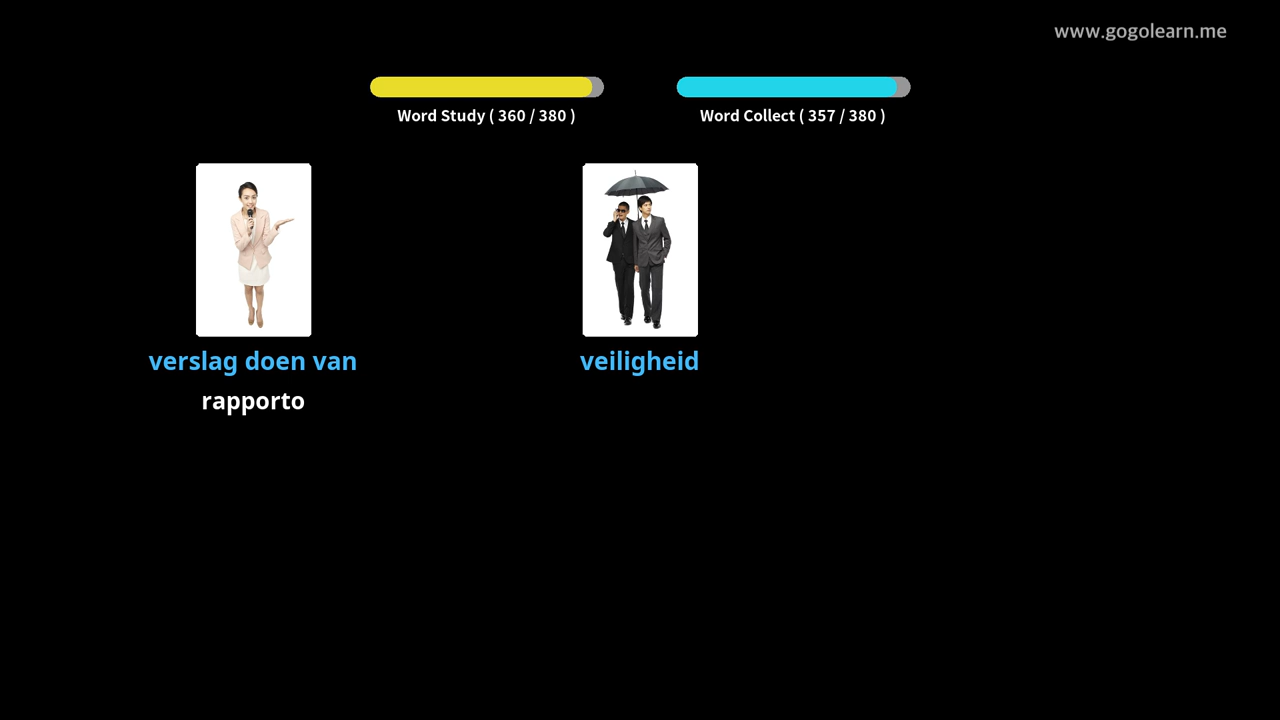 www.gogolearn.me
Word Study ( 360 / 380 )
Word Collect ( 357 / 380 )
verslag doen van
rapporto
veiligheid